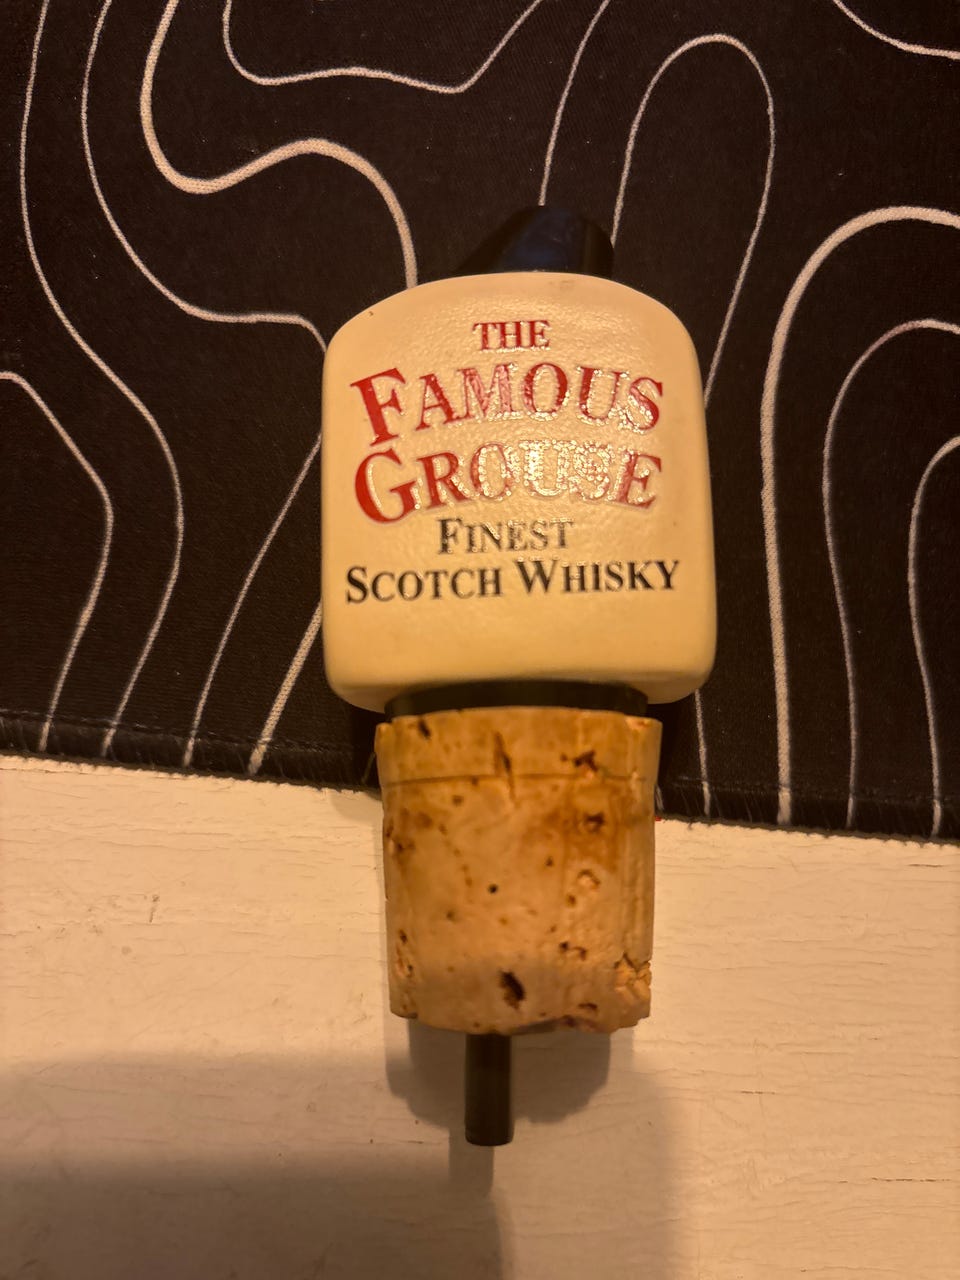 THE
FAMOUS
GROUSE
FINEST
SCOTCH WHISKY